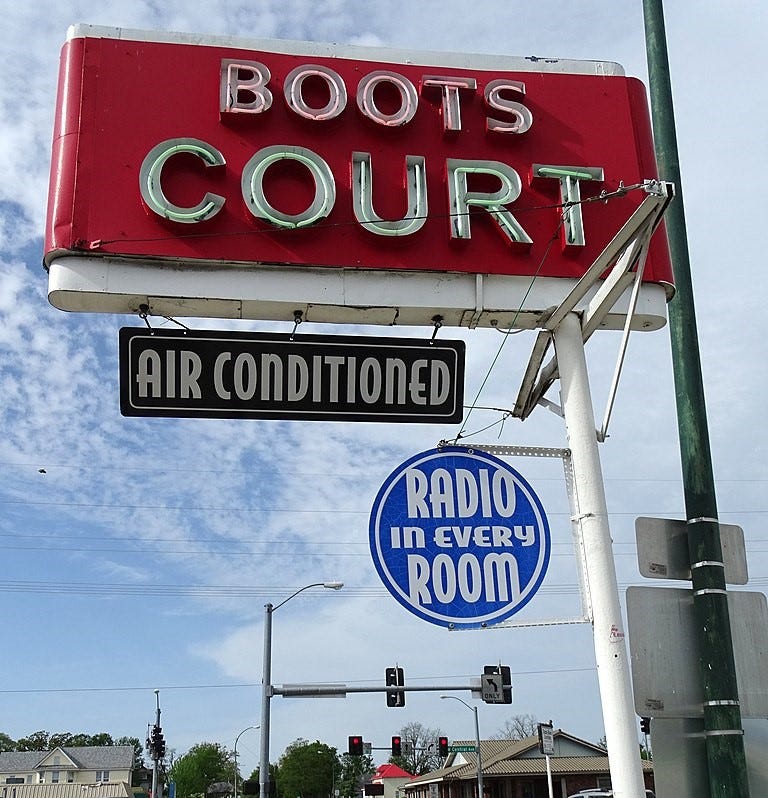 BOOTS
COURT
AIR CONDITIONED
RADIO
IN EVERY
ROOM
ONLY